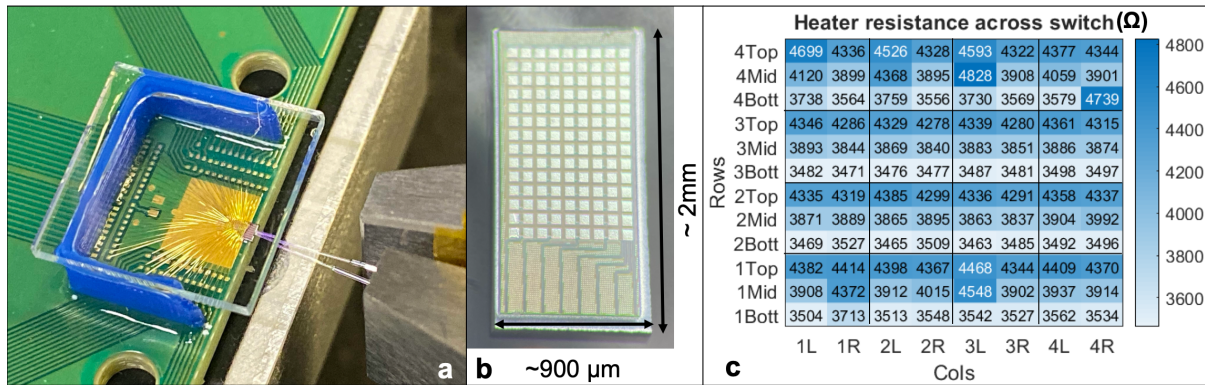 a
b
~ 2mm
~900 µm
c
Heater resistance across switch(Ω)
Rows
4Top 4699 4336 4526 4328 4593 4322 4377 4344
4Mid 4120 3899 4368 3895 4828 3908 4059 3901
4Bott 3738 3564 3759 3556 3730 3569 3579 4739
3Top 4346 4286 4329 4278 4339 4280 4361 4315
3Mid 3893 3844 3869 3840 3883 3851 3886 3874
3Bott 3482 3471 3476 3477 3487 3481 3498 3497
2Top 4335 4319 4385 4299 4336 4291 4358 4337
2Mid 3871 3889 3865 3895 3863 3837 3904 3992
2Bott 3469 3527 3465 3509 3463 3485 3492 3496
1Top 4382 4414 4398 4367 4468 4344 4409 4370
1Mid 3908 4372 3912 4015 4548 3902 3937 3914
1Bott 3504 3713 3513 3548 3542 3527 3562 3534
1L 1R 2L 2R 3L 3R 4L 4R
Cols
4800
4600
4400
4200
4000
3800
3600